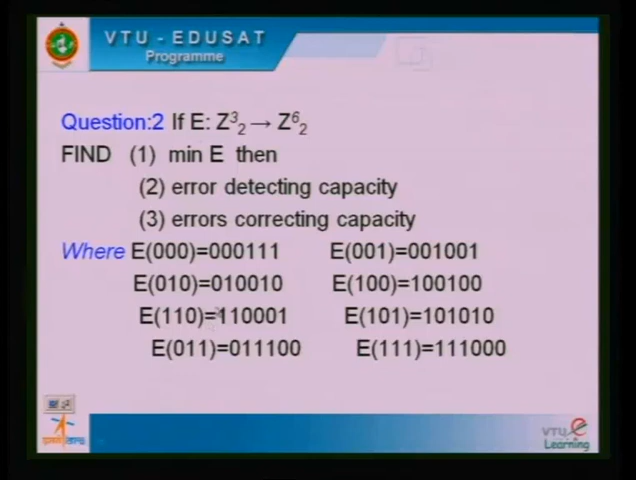 VTU - EDUSAT
Programme
Question:2 If E: Z³₂ → Z⁶₂
FIND (1) min E then
(2) error detecting capacity
(3) errors correcting capacity
Where E(000)=000111 E(001)=001001
E(010)=010010 E(100)=100100
E(110)=110001 E(101)=101010
E(011)=011100 E(111)=111000
VTU e
Learning